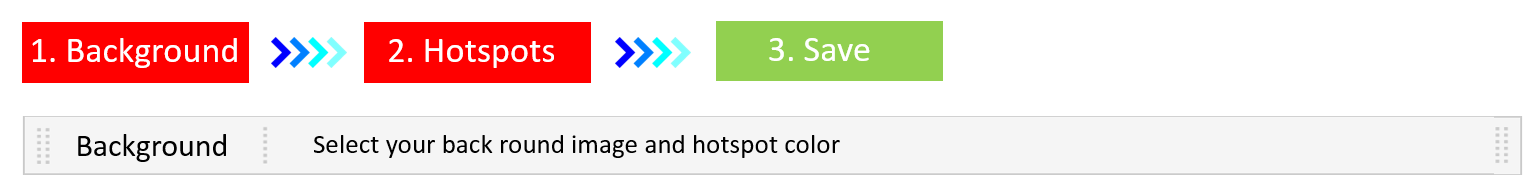 1. Background 2. Hotspots 3. Save
Background Select your back round image and hotspot color